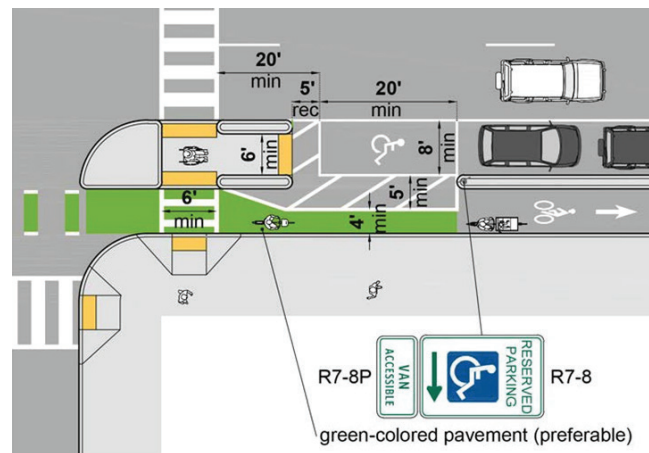 20'
min
5'
rec
20'
min
6'
min
8'
min
5'
min
6'
min
4'
min
R7-8P
VAN
ACCESSIBLE
RESERVED
PARKING
R7-8
green-colored pavement (preferable)